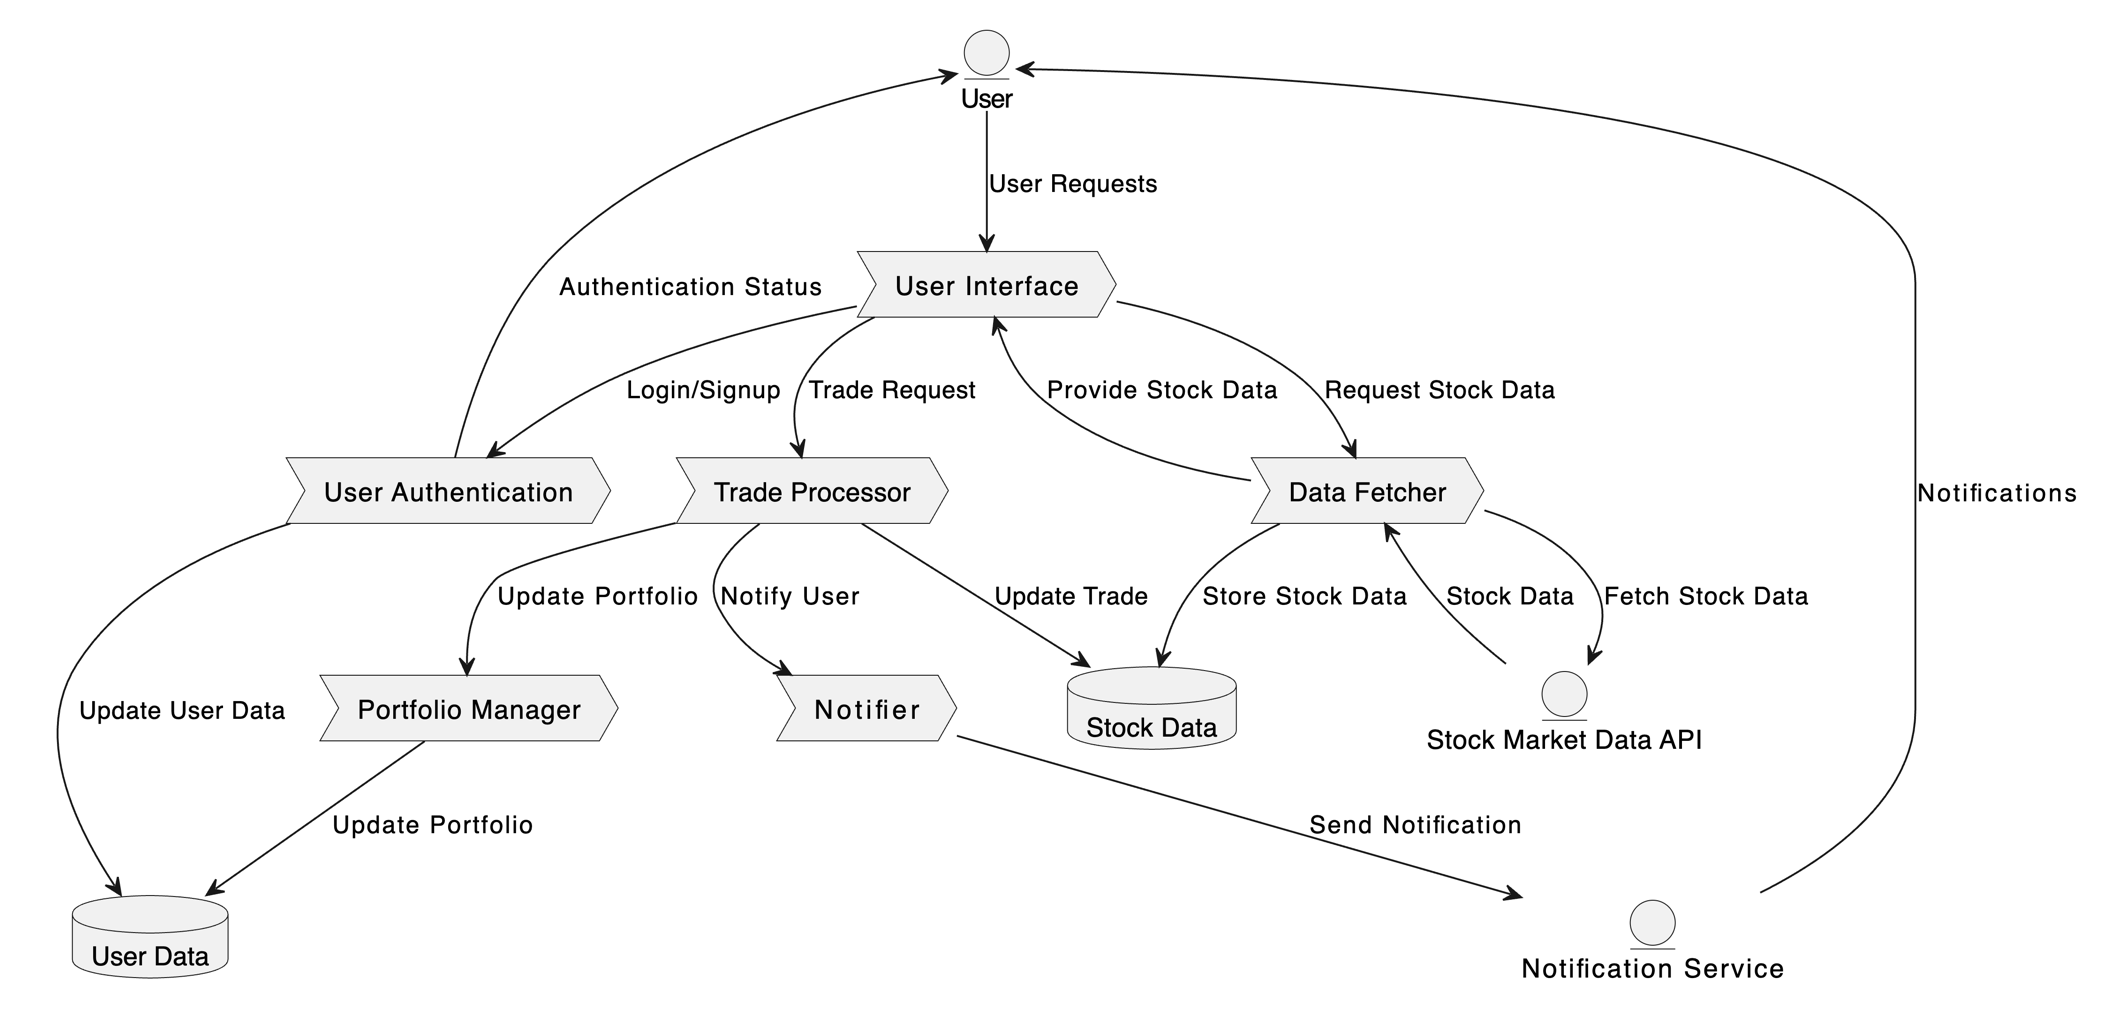 User
User Requests
Authentication Status
User Interface
Login/Signup
Trade Request
Provide Stock Data
Request Stock Data
User Authentication
Trade Processor
Data Fetcher
Notifications
Update Portfolio
Notify User
Update Trade
Store Stock Data
Stock Data
Fetch Stock Data
Update User Data
Portfolio Manager
Notifier
Stock Data
Stock Market Data API
Update Portfolio
Send Notification
User Data
Notification Service